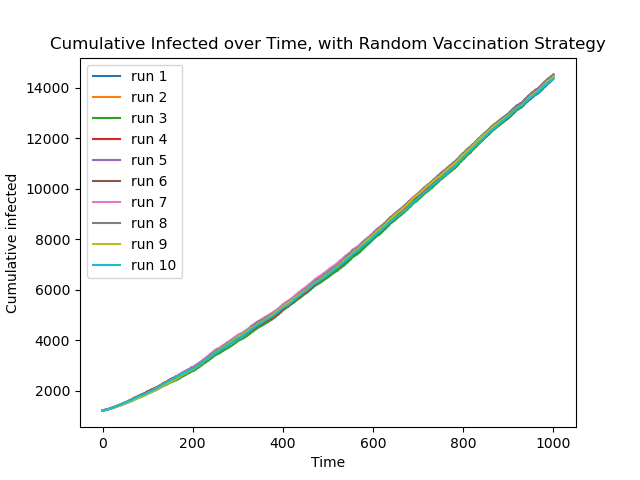 Cumulative Infected over Time, with Random Vaccination Strategy
run 1
run 2
run 3
run 4
run 5
run 6
run 7
run 8
run 9
run 10
14000
12000
10000
8000
6000
4000
2000
Cumulative infected
0
200
400
600
800
1000
Time